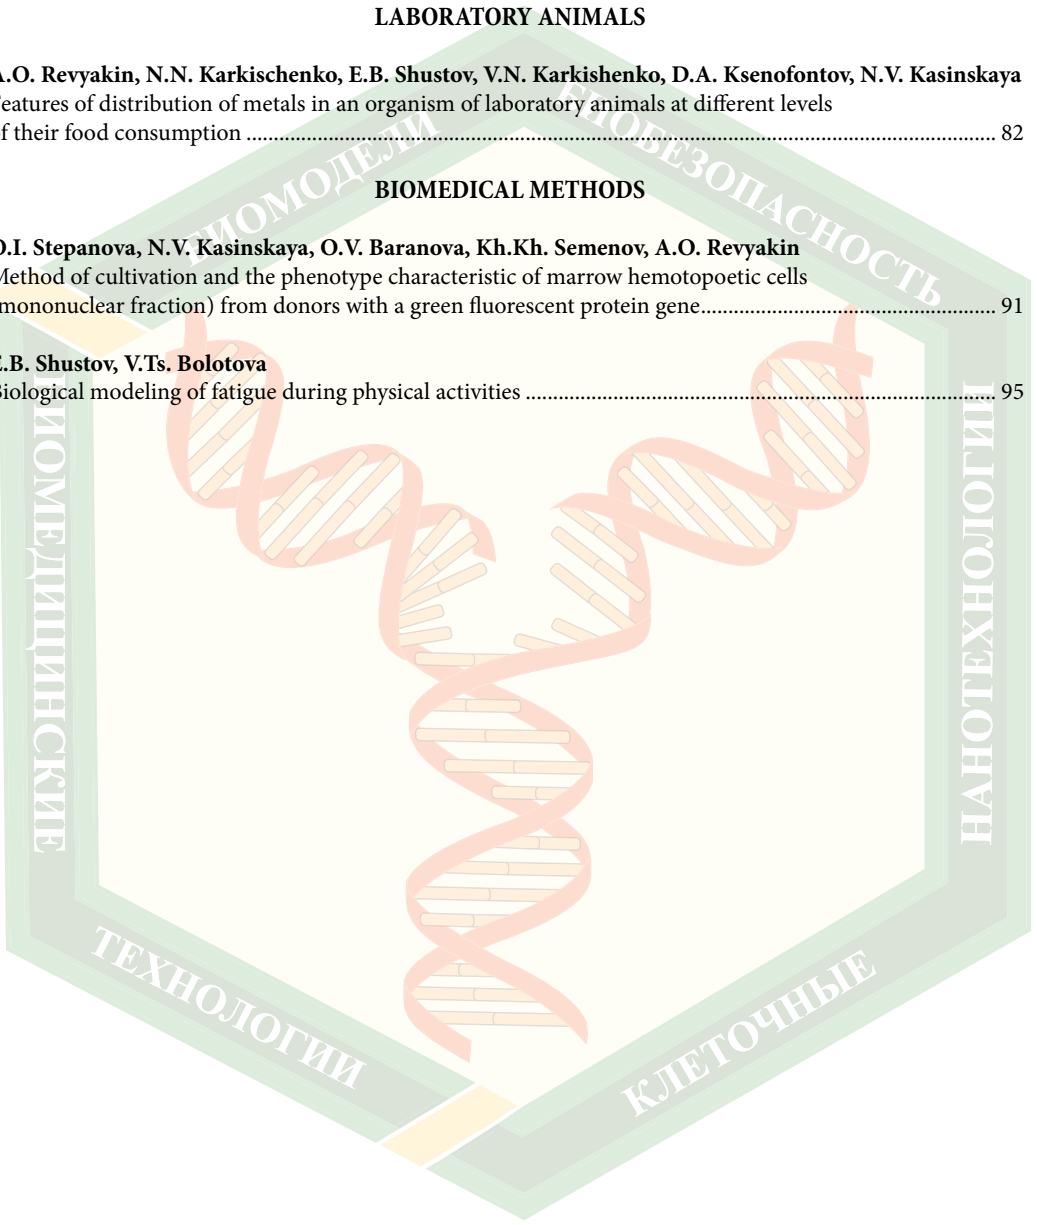 LABORATORY ANIMALS
A.O. Revyakin, N.N. Karkischenko, E.B. Shustov, V.N. Karkishenko, D.A. Ksenofontov, N.V. Kasinskaya
Features of distribution of metals in an organism of laboratory animals at different levels
of their food consumption ........ 82
BIOMEDICAL METHODS
O.I. Stepanova, N.V. Kasinskaya, O.V. Baranova, Kh.Kh. Semenov, A.O. Revyakin
Method of cultivation and the phenotype characteristic of marrow hemotopoetic cells
(mononuclear fraction) from donors with a green fluorescent protein gene........ 91
E.B. Shustov, V.Ts. Bolotova
Biological modeling of fatigue during physical activities ........ 95
БИОМОДЕЛИ
БИОБЕЗОПАСНОСТЬ
БИОМЕДИЦИНСКИЕ
НАНОТЕХНОЛОГИИ
ТЕХНОЛОГИИ
КЛЕТОЧНЫЕ